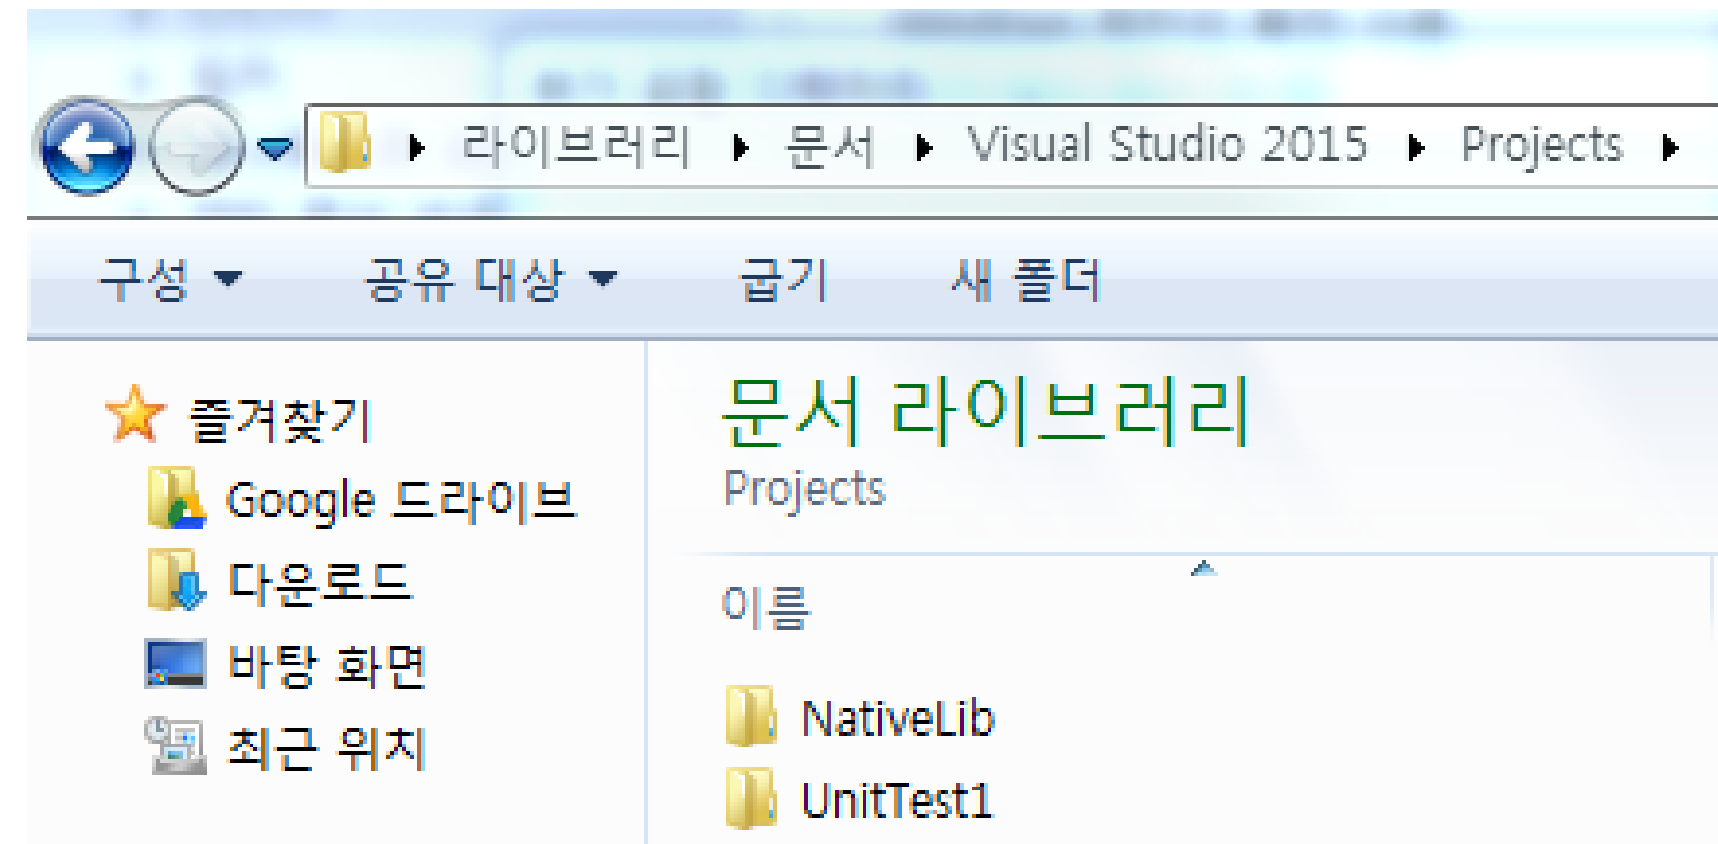 라이브러리 ▶ 문서 ▶ Visual Studio 2015 ▶ Projects ▶
구성 공유 대상 굽기 새 폴더
즐겨찾기
Google 드라이브
다운로드
바탕 화면
최근 위치
문서 라이브러리
Projects
이름
NativeLib
UnitTest1